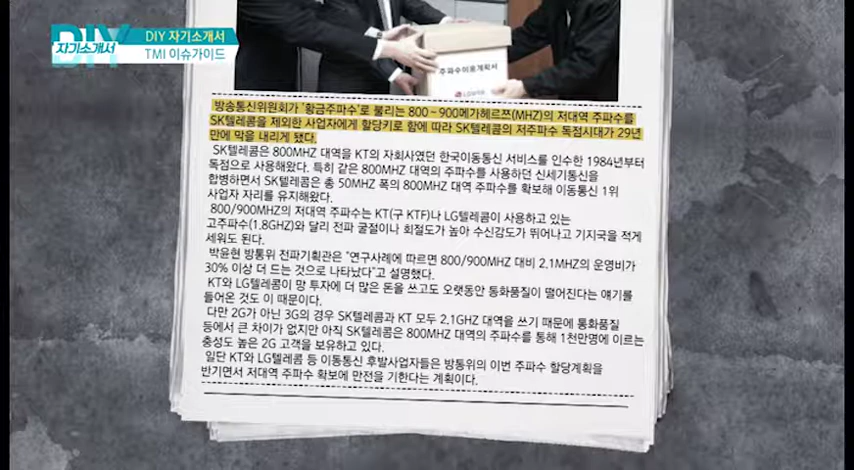 DIY
자기소개서
DIY 자기소개서
TMI 이슈가이드
주파수이용계획서
방송통신위원회가 '황금주파수'로 불리는 800~900메가헤르쯔(MHZ)의 저대역 주파수를
SK텔레콤을 제외한 사업자에게 할당키로 함에 따라 SK텔레콤의 저주파수 독점시대가 29년
만에 막을 내리게 됐다.
SK텔레콤은 800MHZ 대역을 KT의 자회사였던 한국이동통신 서비스를 인수한 1984년부터
독점으로 사용해왔다. 특히 같은 800MHZ 대역의 주파수를 사용하던 신세기통신을
합병하면서 SK텔레콤은 총 50MHZ 폭의 800MHZ 대역 주파수를 확보해 이동통신 1위
사업자 자리를 유지해왔다.
800/900MHZ의 저대역 주파수는 KT(구 KTF)나 LG텔레콤이 사용하고 있는
고주파수(1.8GHZ)와 달리 전파 굴절이나 회절도가 높아 수신감도가 뛰어나고 기지국을 적게
세워도 된다.
박윤현 방통위 전파기획관은 "연구사례에 따르면 800/900MHZ 대비 2.1MHZ의 운영비가
30% 이상 더 드는 것으로 나타났다"고 설명했다.
KT와 LG텔레콤이 망 투자에 더 많은 돈을 쓰고도 오랫동안 통화품질이 떨어진다는 얘기를
들어온 것도 이 때문이다.
다만 2G가 아닌 3G의 경우 SK텔레콤과 KT 모두 2.1GHZ 대역을 쓰기 때문에 통화품질
등에서 큰 차이가 없지만 아직 SK텔레콤은 800MHZ 대역의 주파수를 통해 1천만명에 이르는
충성도 높은 2G 고객을 보유하고 있다.
일단 KT와 LG텔레콤 등 이동통신 후발사업자들은 방통위의 이번 주파수 할당계획을
반기면서 저대역 주파수 확보에 만전을 기한다는 계획이다.